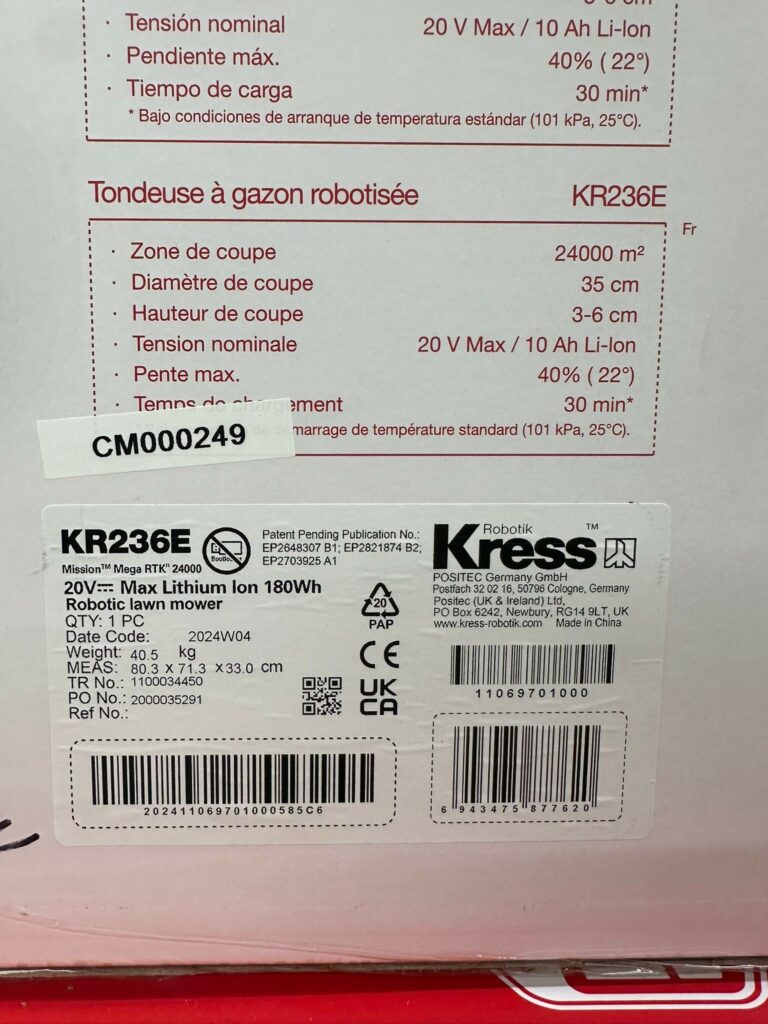 · Tensión nominal 20 V Max / 10 Ah Li-Ion
· Pendiente máx. 40% ( 22°)
· Tiempo de carga 30 min*
* Bajo condiciones de arranque de temperatura estándar (101 kPa, 25°C).
Tondeuse à gazon robotisée KR236E
Fr
· Zone de coupe 24000 m²
· Diamètre de coupe 35 cm
· Hauteur de coupe 3-6 cm
· Tension nominale 20 V Max / 10 Ah Li-Ion
· Pente max. 40% ( 22°)
· Temps de chargement 30 min*
CM000249
de démarrage de température standard (101 kPa, 25°C).
KR236E
Mission™ Mega RTKⁿ 24000
Patent Pending Publication No.:
EP2648307 B1; EP2821874 B2;
EP2703925 A1
20V Max Lithium Ion 180Wh
Robotic lawn mower
QTY: 1 PC
Date Code: 2024W04
Weight: 40.5 kg
MEAS: 80.3 x 71.3 x 33.0 cm
TR No.: 1100034450
PO No.: 2000035291
Ref No.:
20
PAP
CE
UK
CA
202411069701000585C6
Robotik
Kress™
POSITEC Germany GmbH
Postfach 32 02 16, 50796 Cologne, Germany
Positec (UK & Ireland) Ltd,
PO Box 6242, Newbury, RG14 9LT, UK
www.kress-robotik.com Made in China
11069701000
6 943475 877620